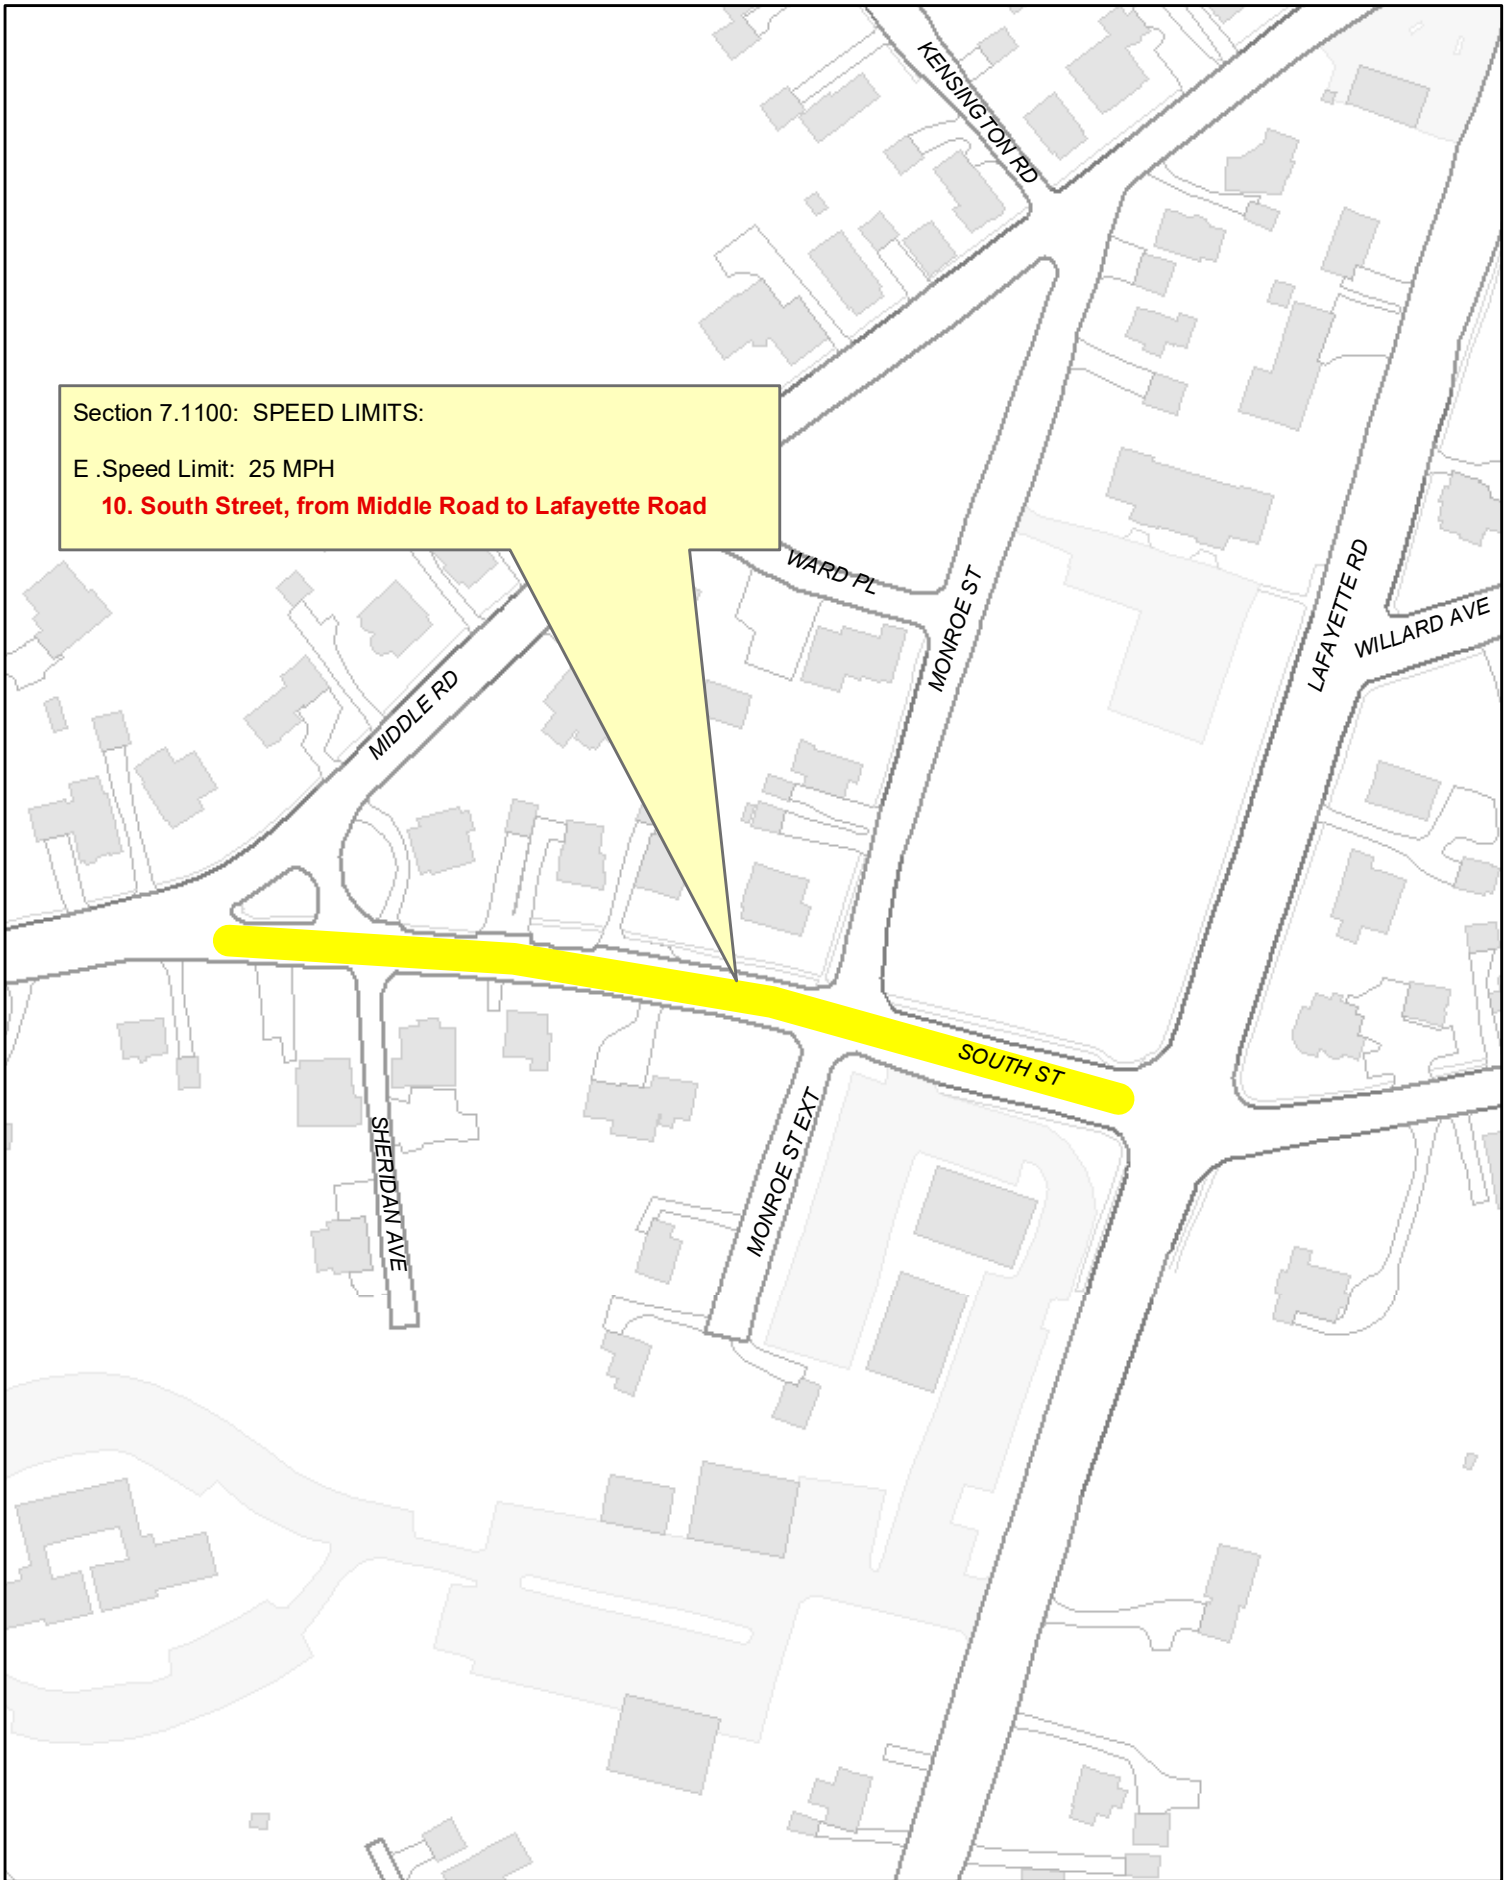 KENSINGTON RD
Section 7.1100: SPEED LIMITS:
E .Speed Limit: 25 MPH
10. South Street, from Middle Road to Lafayette Road
WARD PL
MONROE ST
LAFAYETTE RD
WILLARD AVE
MIDDLE RD
SOUTH ST
SHERIDAN AVE
MONROE ST EXT